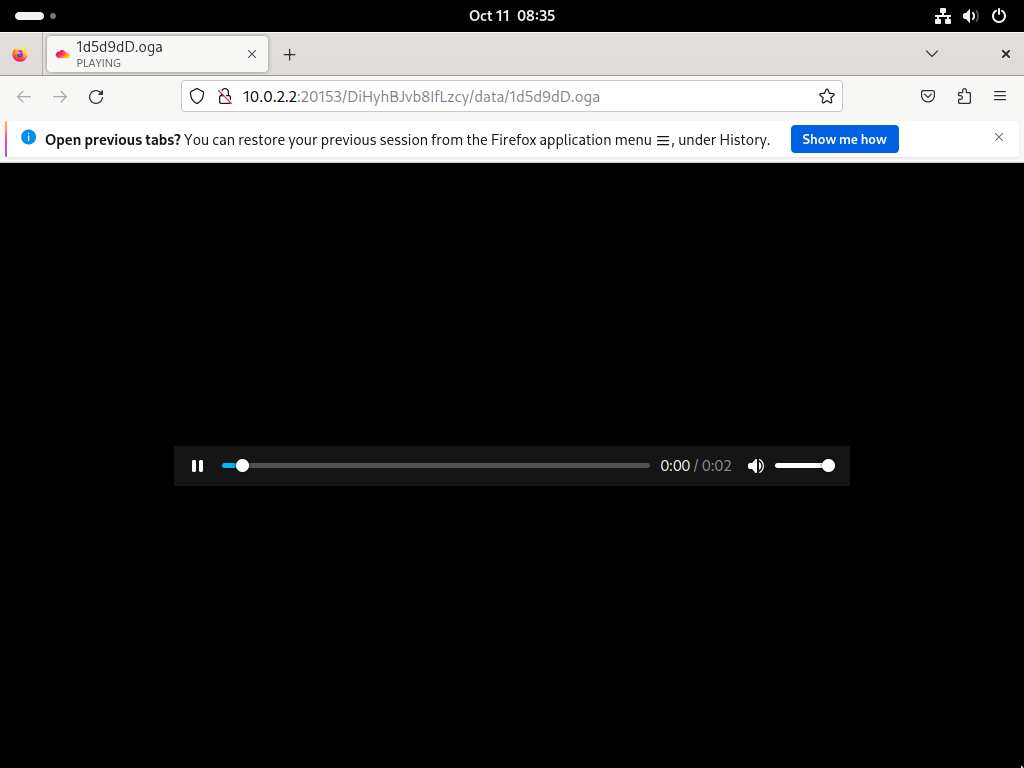 Oct 11 08:35
1d5d9dD.oga
PLAYING
10.0.2.2:20153/DiHyhBJvb8IfLzcy/data/1d5d9dD.oga
Open previous tabs? You can restore your previous session from the Firefox application menu ☰, under History. Show me how
0:00 / 0:02